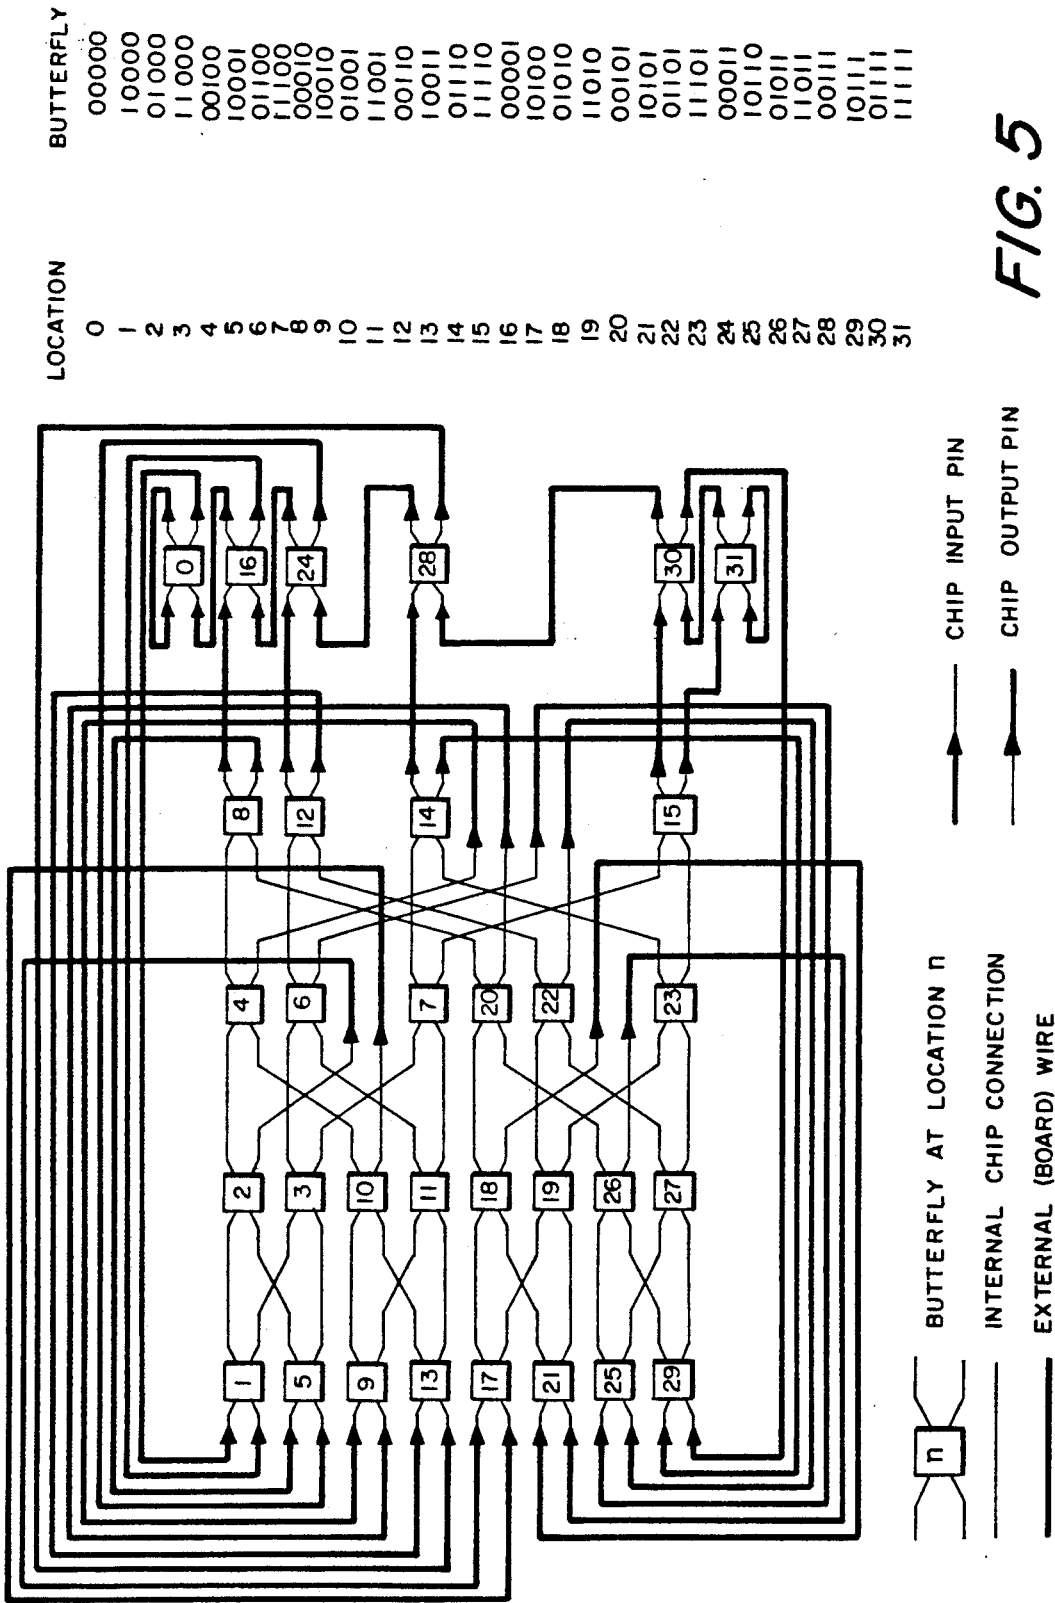 LOCATION BUTTERFLY
0 00000
1 10000
2 01000
3 11000
4 00100
5 10001
6 01100
7 11100
8 00010
9 10010
10 01001
11 11001
12 00110
13 10011
14 01110
15 11110
16 00001
17 10100
18 01010
19 11010
20 00101
21 10101
22 01101
23 11101
24 00011
25 10110
26 01011
27 11011
28 00111
29 10111
30 01111
31 11111
0
1 2 4 8 16
5 3 6 12 24
9 10
13 11 7 14 28
17 18 20
21 19 22
25 26
29 27 23 15 30
31
n BUTTERFLY AT LOCATION n
INTERNAL CHIP CONNECTION
EXTERNAL (BOARD) WIRE
CHIP INPUT PIN
CHIP OUTPUT PIN
FIG. 5